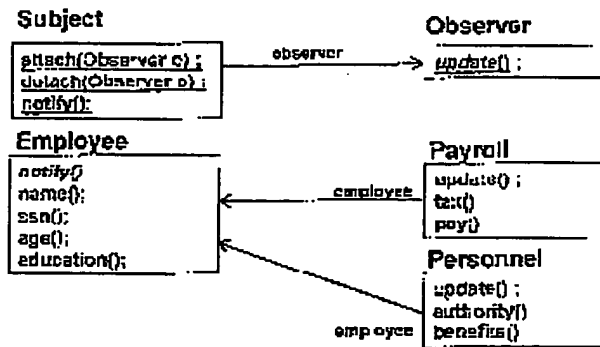 Subject
attach(Observer o) ;
detach(Observer o) ;
notify();
observer
Observer
update() ;
Employee
notify()
name();
ssn();
age();
education();
employee
Payroll
update() ;
tax()
pay()
employee
Personnel
update() ;
authority()
benefits()